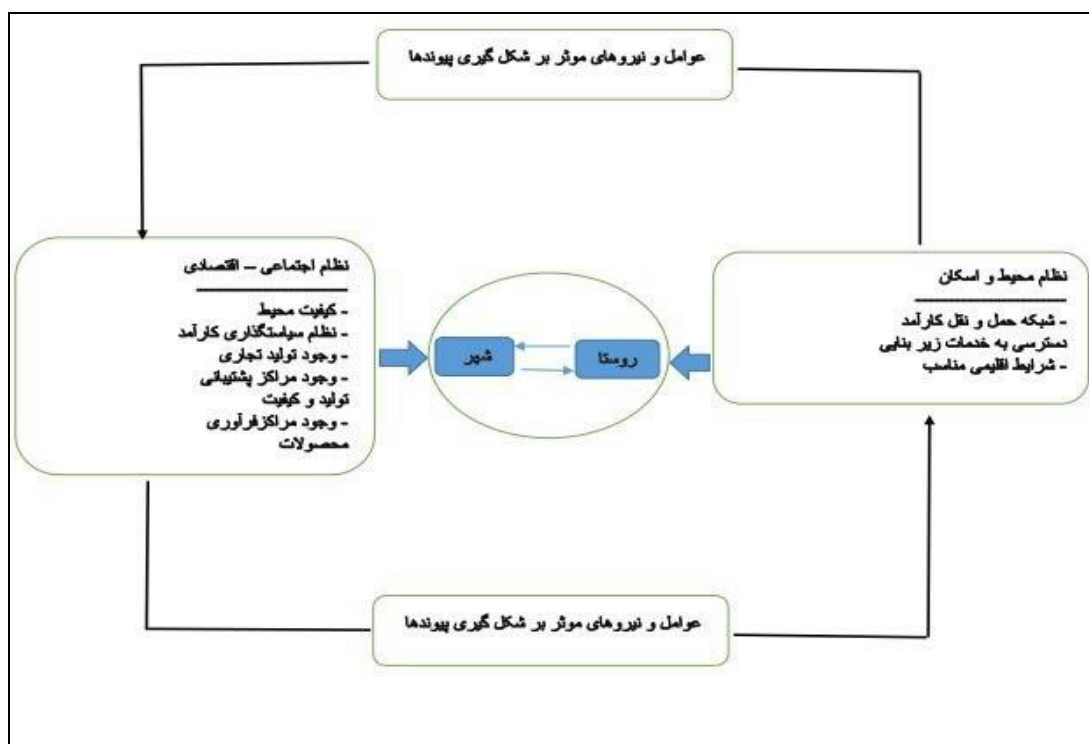 عوامل و نیروهای موثر بر شکل گیری پیوندها
نظام محیط و اسکان
- شبکه حمل و نقل کارآمد
دسترسی به خدمات زیر بنایی
- شرایط اقلیمی مناسب
روستا
شهر
نظام اجتماعی – اقتصادی
- کیفیت محیط
- نظام سیاستگذاری کارآمد
- وجود تولید تجاری
- وجود مراکز پشتیبانی
تولید و کیفیت
- وجود مراکزفرآوری
محصولات
عوامل و نیروهای موثر بر شکل گیری پیوندها